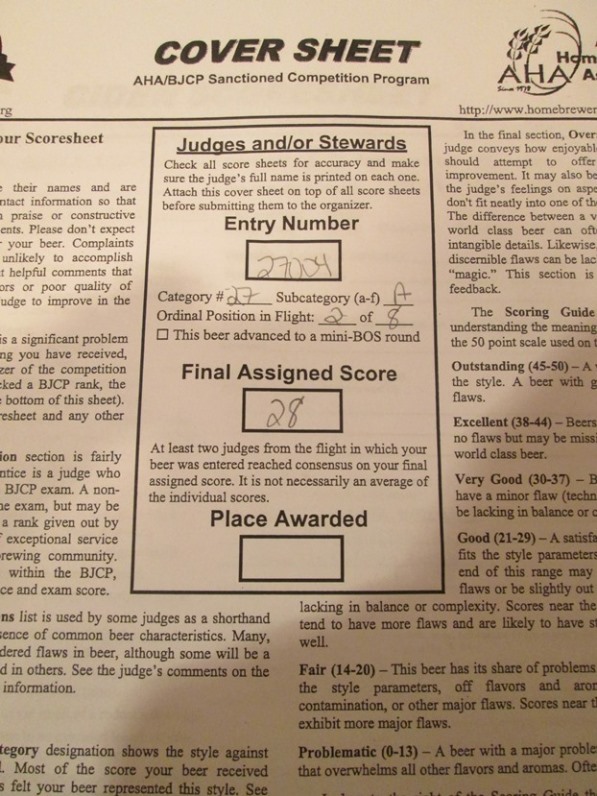 COVER SHEET
AHA/BJCP Sanctioned Competition Program
AHA
Since 1978
http://www.homebrewer
rg
our Scoresheet
e their names and are
ntact information so that
n praise or constructive
ents. Please don't expect
r your beer. Complaints
unlikely to accomplish
t helpful comments that
ors or poor quality of
udge to improve in the
is a significant problem
ng you have received,
zer of the competition
cked a BJCP rank, the
e bottom of this sheet).
resheet and any other
ion section is fairly
ntice is a judge who
BJCP exam. A non-
he exam, but may be
a rank given out by
f exceptional service
rewing community.
within the BJCP,
ce and exam score.
ns list is used by some judges as a shorthand
sence of common beer characteristics. Many,
dered flaws in beer, although some will be a
d in others. See the judge's comments on the
information.
tegory designation shows the style against
l. Most of the score your beer received
s felt your beer represented this style. See
Judges and/or Stewards
Check all score sheets for accuracy and make
sure the judge's full name is printed on each one.
Attach this cover sheet on top of all score sheets
before submitting them to the organizer.
Entry Number
27004
Category # 27 Subcategory (a-f) A
Ordinal Position in Flight: 2 of 8
☐ This beer advanced to a mini-BOS round
Final Assigned Score
28
At least two judges from the flight in which your
beer was entered reached consensus on your final
assigned score. It is not necessarily an average of
the individual scores.
Place Awarded
In the final section, Over
judge conveys how enjoyabl
should attempt to offer
improvement. It may also be
the judge's feelings on aspe
don't fit neatly into one of th
The difference between a v
world class beer can oft
intangible details. Likewise
discernible flaws can be lac
"magic." This section is
feedback.
The Scoring Guide
understanding the meaning
the 50 point scale used on t
Outstanding (45-50) – A
the style. A beer with g
flaws.
Excellent (38-44) – Beers
no flaws but may be missi
world class beer.
Very Good (30-37) – B
have a minor flaw (techn
be lacking in balance or c
Good (21-29) – A satisfa
fits the style parameters
end of this range may
flaws or be slightly out
lacking in balance or complexity. Scores near the
tend to have more flaws and are likely to have st
well.
Fair (14-20) – This beer has its share of problems
the style parameters, off flavors and aror
contamination, or other major flaws. Scores near t
exhibit more major flaws.
Problematic (0-13) – A beer with a major proble
that overwhelms all other flavors and aromas. Ofte